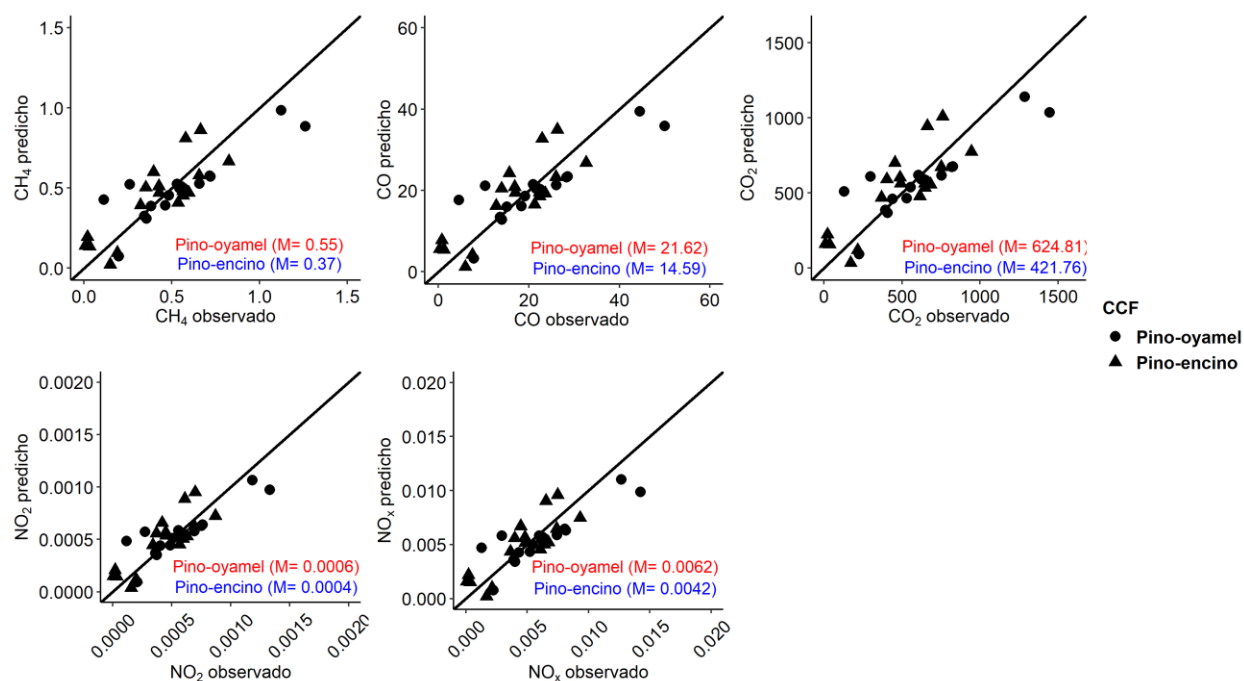 1.5
1.0
0.5
0.0
CH₄ predicho
Pino-oyamel (M= 0.55)
Pino-encino (M= 0.37)
0.0 0.5 1.0 1.5
CH₄ observado
60
40
20
0
CO predicho
Pino-oyamel (M= 21.62)
Pino-encino (M= 14.59)
0 20 40 60
CO observado
1500
1000
500
0
CO₂ predicho
Pino-oyamel (M= 624.81)
Pino-encino (M= 421.76)
0 500 1000 1500
CO₂ observado
CCF
Pino-oyamel
Pino-encino
0.0020
0.0015
0.0010
0.0005
0.0000
NO₂ predicho
Pino-oyamel (M= 0.0006)
Pino-encino (M= 0.0004)
0.0000 0.0005 0.0010 0.0015 0.0020
NO₂ observado
0.020
0.015
0.010
0.005
0.000
NOₓ predicho
Pino-oyamel (M= 0.0062)
Pino-encino (M= 0.0042)
0.000 0.005 0.010 0.015 0.020
NOₓ observado